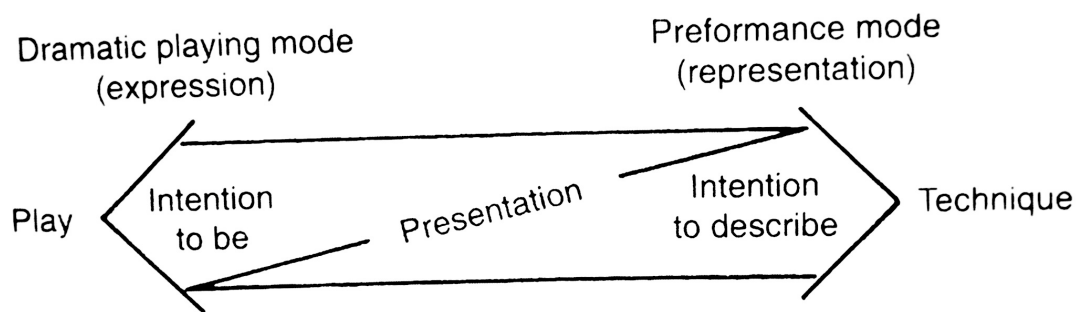 Dramatic playing mode
(expression)
Preformance mode
(representation)
Play
Intention
to be
Presentation
Intention
to describe
Technique